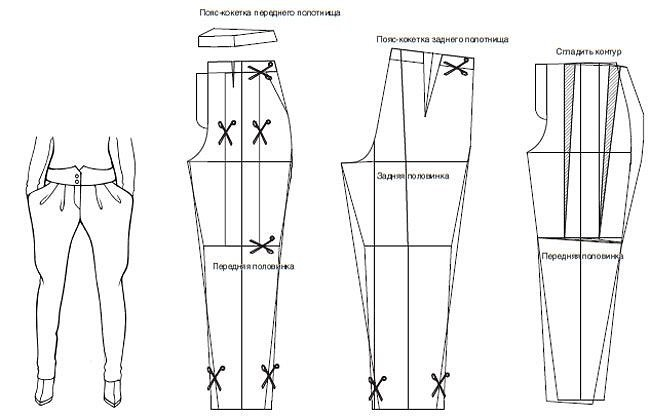 Пояс-кокетка переднего полотнища
Пояс-кокетка заднего полотнища
Сгладить контур
Задняя половинка
Передняя половинка
Передняя половинка